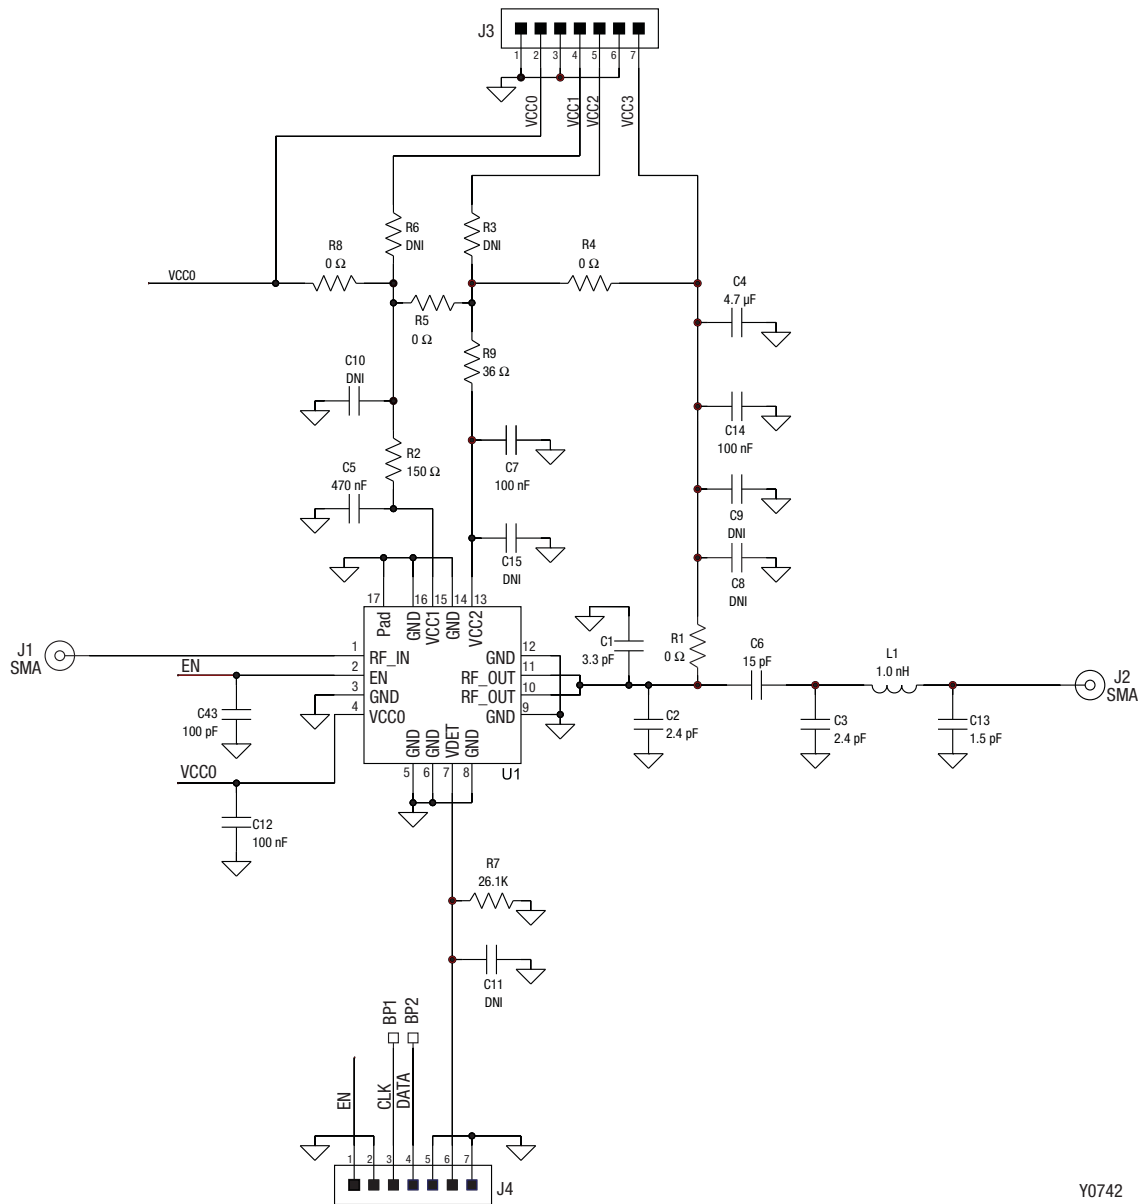 J3
1 2 3 4 5 6 7
VCC0
VCC1
VCC2
VCC3
R6
DNI
R3
DNI
R8
0 Ω
R4
0 Ω
VCC0
C4
4.7 µF
R5
0 Ω
R9
36 Ω
C10
DNI
C14
100 nF
R2
150 Ω
C7
100 nF
C5
470 nF
C9
DNI
C15
DNI
C8
DNI
17 16 15 14 13
Pad
GND
VCC1
GND
VCC2
J1
SMA
1
RF_IN
EN
2
EN
3
GND
4
VCC0
12
GND
11
RF_OUT
10
RF_OUT
9
GND
C1
3.3 pF
R1
0 Ω
C6
15 pF
L1
1.0 nH
J2
SMA
C43
100 pF
C2
2.4 pF
C3
2.4 pF
C13
1.5 pF
GND
GND
VDET
GND
5 6 7 8
U1
VCC0
C12
100 nF
R7
26.1K
C11
DNI
BP1
BP2
EN
CLK
DATA
1 2 3 4 5 6 7
J4
Y0742